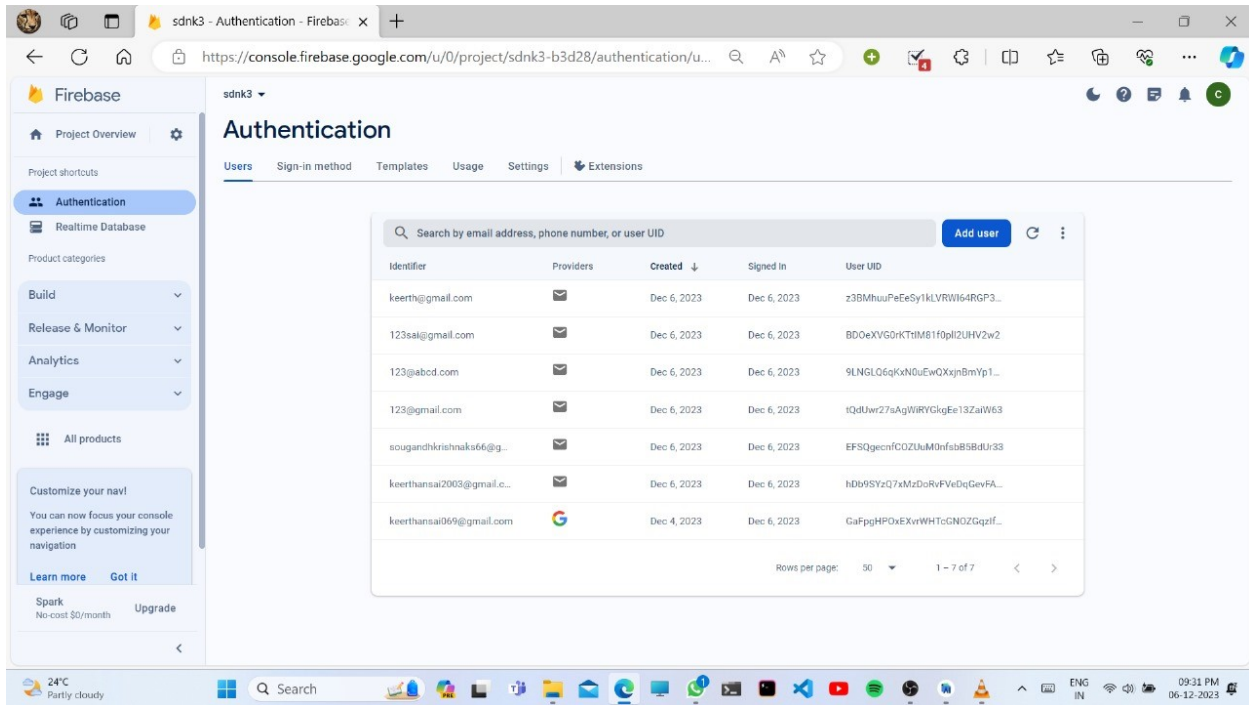 sdnk3 - Authentication - Firebase
https://console.firebase.google.com/u/0/project/sdnk3-b3d28/authentication/u...
4
Firebase
Project Overview
Project shortcuts
Authentication
Realtime Database
Product categories
Build
Release & Monitor
Analytics
Engage
All products
Customize your nav!
You can now focus your console
experience by customizing your
navigation
Learn more Got it
Spark
No-cost $0/month
Upgrade
sdnk3
C
Authentication
Users Sign-in method Templates Usage Settings Extensions
Search by email address, phone number, or user UID
Add user
Identifier Providers Created Signed In User UID
keerth@gmail.com Dec 6, 2023 Dec 6, 2023 z3BMhuuPeEeSy1kLVRWI64RGP3...
123sai@gmail.com Dec 6, 2023 Dec 6, 2023 BDOeXVG0rKTtIM81f0plI2UHV2w2
123@abcd.com Dec 6, 2023 Dec 6, 2023 9LNGLQ6qKxN0uEwQXxjnBmYp1...
123@gmail.com Dec 6, 2023 Dec 6, 2023 tQdUwr27sAgWiRYGkgEe13ZaiW63
sougandhkrishnaks66@g... Dec 6, 2023 Dec 6, 2023 EFSQgecnfCOZUuM0nfsbB5BdUr33
keerthansai2003@gmail.c... Dec 6, 2023 Dec 6, 2023 hDb9SYzQ7xMzDoRvFVeDqGevFA...
keerthansai069@gmail.com Dec 4, 2023 Dec 6, 2023 GaFpgHPOxEXvrWHTcGNOZGqzIf...
Rows per page: 50 1 – 7 of 7
24°C
Partly cloudy
Search
PRE
1
ENG
IN
09:31 PM
06-12-2023